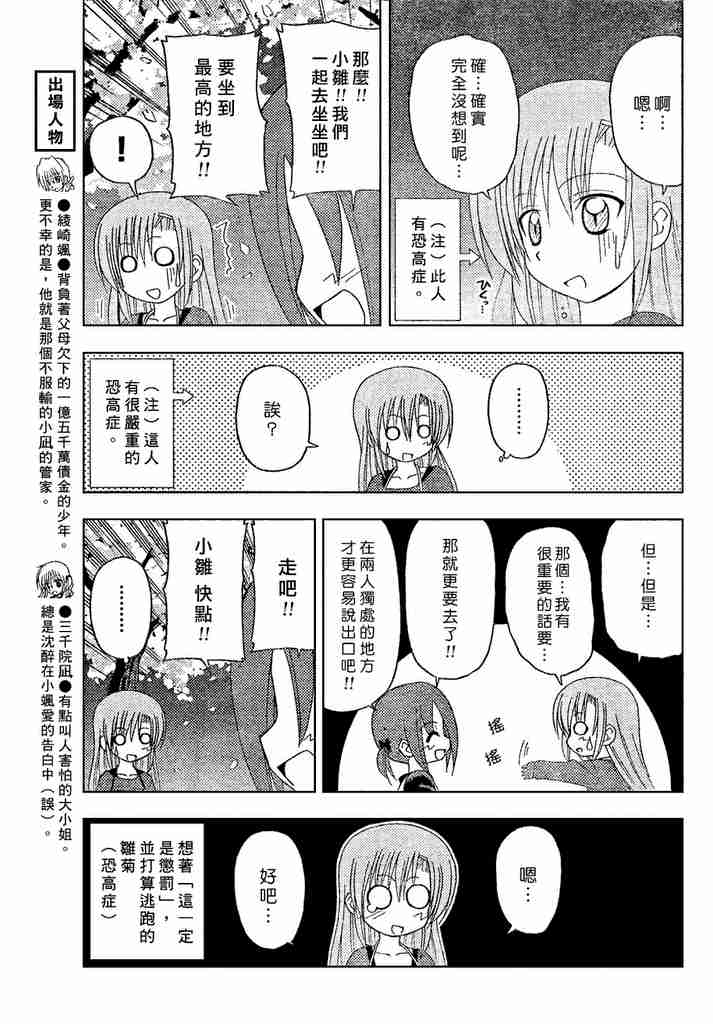 啊
嗯…
確…確實
完全沒想到呢…
（注）此人
有恐高症。
ひくっ…
那麼!!
小雛!!我們
一起去坐坐吧!!
要坐到
最高的地方!!
!
誒？
（注）這人
有很嚴重的
恐高症。
但…但是…
那個…我有
很重要的話要…
那就更要去了!!
在兩人獨處的地方
才更容易說出口吧!!
搖
搖
走吧!!
小雛 快點!!
………
嗯…
好吧…
想著「這一定
是懲罰」，
並打算逃跑的
雛菊
（恐高症）
出場人物
●綾崎颯●背負著父母欠下的一億五千萬債金的少年。
更不幸的是，他就是那個不服輸的小凪的管家。
●三千院凪●有點叫人害怕的大小姐。
總是沈醉在小颯愛的告白中（誤）。